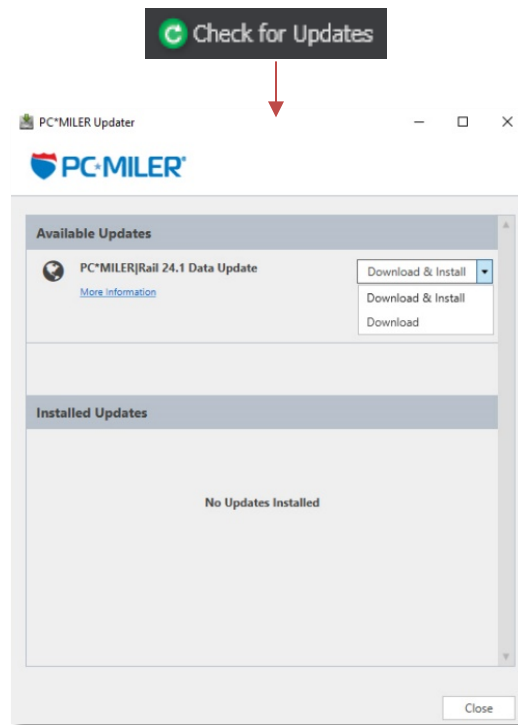 Check for Updates
PC*MILER Updater
PC*MILER®
Available Updates
PC*MILER|Rail 24.1 Data Update
Download & Install
More Information
Download & Install
Download
Installed Updates
No Updates Installed
Close